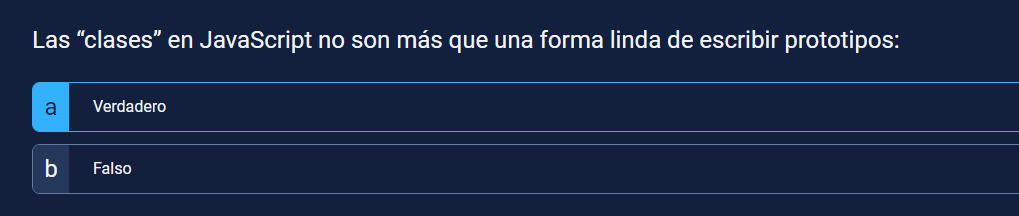 Las “clases” en JavaScript no son más que una forma linda de escribir prototipos:
a
Verdadero
b
Falso